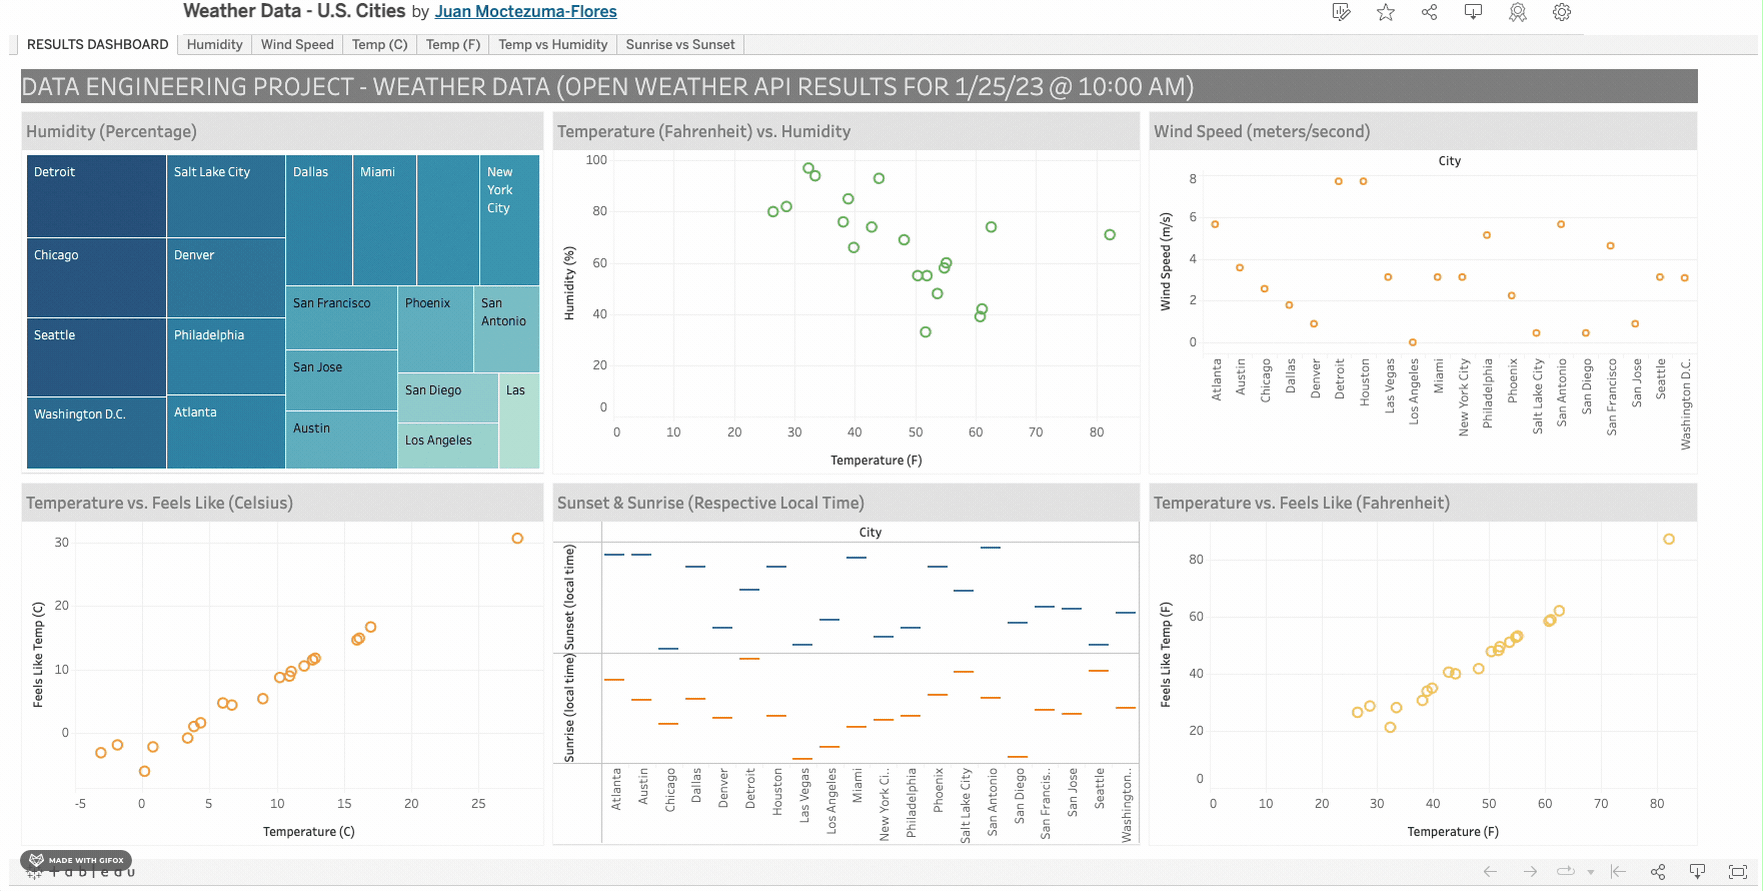 Weather Data - U.S. Cities by Juan Moctezuma-Flores
RESULTS DASHBOARD Humidity Wind Speed Temp (C) Temp (F) Temp vs Humidity Sunrise vs Sunset
DATA ENGINEERING PROJECT - WEATHER DATA (OPEN WEATHER API RESULTS FOR 1/25/23 @ 10:00 AM)
Humidity (Percentage)
Detroit
Chicago
Seattle
Washington D.C.
Salt Lake City
Denver
Philadelphia
Atlanta
Dallas
Miami
New
York
City
San Francisco
San Jose
Austin
Phoenix
San
Antonio
San Diego
Los Angeles
Las
Temperature (Fahrenheit) vs. Humidity
Humidity (%)
100
80
60
40
20
0
0 10 20 30 40 50 60 70 80
Temperature (F)
Wind Speed (meters/second)
City
Wind Speed (m/s)
8
6
4
2
0
Atlanta
Austin
Chicago
Dallas
Denver
Detroit
Houston
Las Vegas
Los Angeles
Miami
New York City
Philadelphia
Phoenix
Salt Lake City
San Antonio
San Diego
San Francisco
San Jose
Seattle
Washington D.C.
Temperature vs. Feels Like (Celsius)
Feels Like Temp (C)
30
20
10
0
-5 0 5 10 15 20 25
Temperature (C)
Sunset & Sunrise (Respective Local Time)
City
Sunset (local time)
Sunrise (local time)
Atlanta
Austin
Chicago
Dallas
Denver
Detroit
Houston
Las Vegas
Los Angeles
Miami
New York Ci..
Philadelphia
Phoenix
Salt Lake City
San Antonio
San Diego
San Francis..
San Jose
Seattle
Washington..
Temperature vs. Feels Like (Fahrenheit)
Feels Like Temp (F)
80
60
40
20
0
0 10 20 30 40 50 60 70 80
Temperature (F)
MADE WITH GIFOX
+ableau